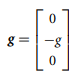 g = [ 0
-g
0 ]